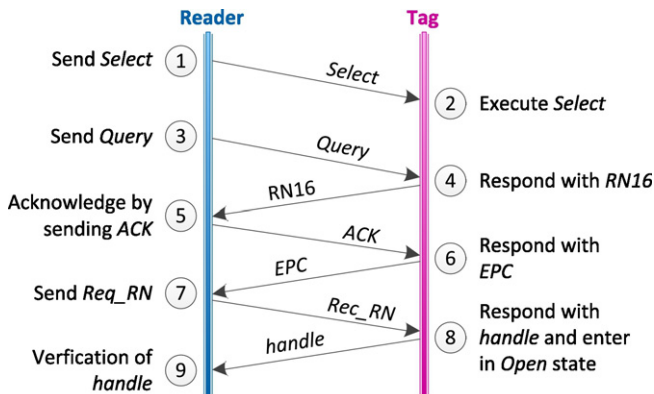 Reader
Tag
Send Select
1
Select
2
Execute Select
Send Query
3
Query
4
Respond with RN16
RN16
Acknowledge by
sending ACK
5
ACK
6
Respond with
EPC
EPC
Send Req_RN
7
Rec_RN
8
Respond with
handle and enter
in Open state
handle
Verfication of
handle
9